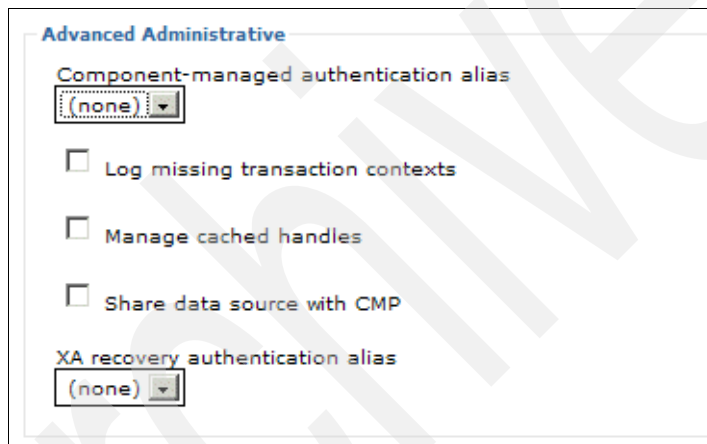 Advanced Administrative
Component-managed authentication alias
(none)
Log missing transaction contexts
Manage cached handles
Share data source with CMP
XA recovery authentication alias
(none)